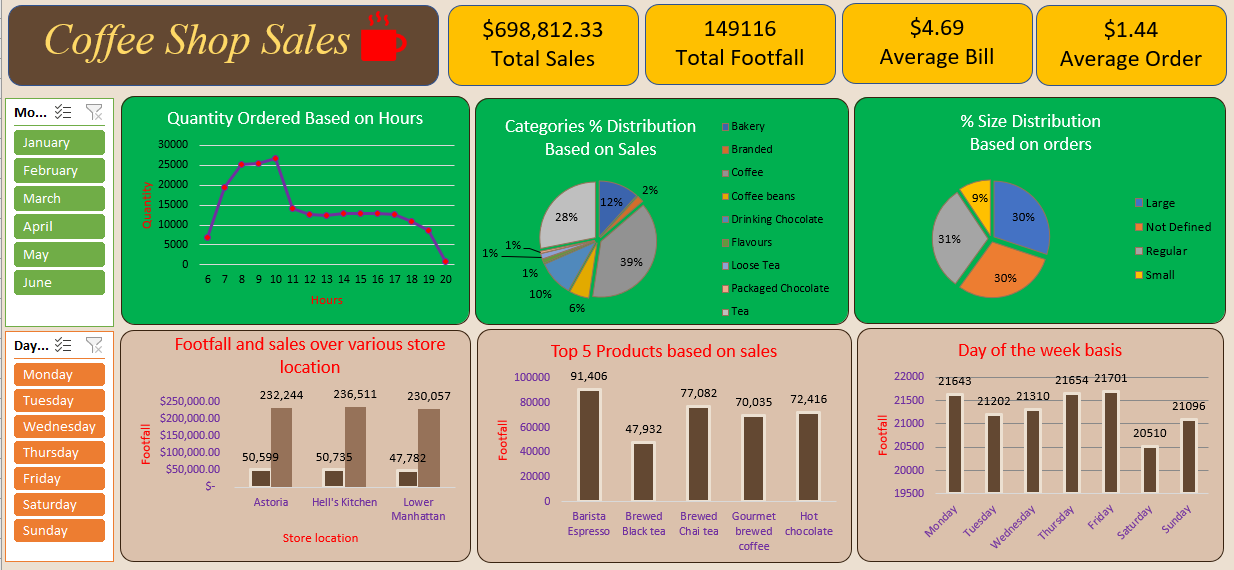 Coffee Shop Sales
$698,812.33
Total Sales
149116
Total Footfall
$4.69
Average Bill
$1.44
Average Order
Mo...
January
February
March
April
May
June
Quantity Ordered Based on Hours
30000
25000
20000
15000
10000
5000
0
Quantity
6 7 8 9 10 11 12 13 14 15 16 17 18 19 20
Hours
Categories % Distribution
Based on Sales
12%
2%
39%
6%
10%
1%
1%
1%
28%
Bakery
Branded
Coffee
Coffee beans
Drinking Chocolate
Flavours
Loose Tea
Packaged Chocolate
Tea
% Size Distribution
Based on orders
30%
30%
31%
9%
Large
Not Defined
Regular
Small
Day...
Monday
Tuesday
Wednesday
Thursday
Friday
Saturday
Sunday
Footfall and sales over various store
location
$250,000.00
$200,000.00
$150,000.00
$100,000.00
$50,000.00
$-
Footfall
50,599
232,244
50,735
236,511
47,782
230,057
Astoria
Hell's Kitchen
Lower
Manhattan
Store location
Top 5 Products based on sales
100000
80000
60000
40000
20000
0
Footfall
91,406
47,932
77,082
70,035
72,416
Barista
Espresso
Brewed
Black tea
Brewed
Chai tea
Gourmet
brewed
coffee
Hot
chocolate
Day of the week basis
22000
21500
21000
20500
20000
19500
Footfall
21643
21202
21310
21654
21701
20510
21096
Monday
Tuesday
Wednesday
Thursday
Friday
Saturday
Sunday